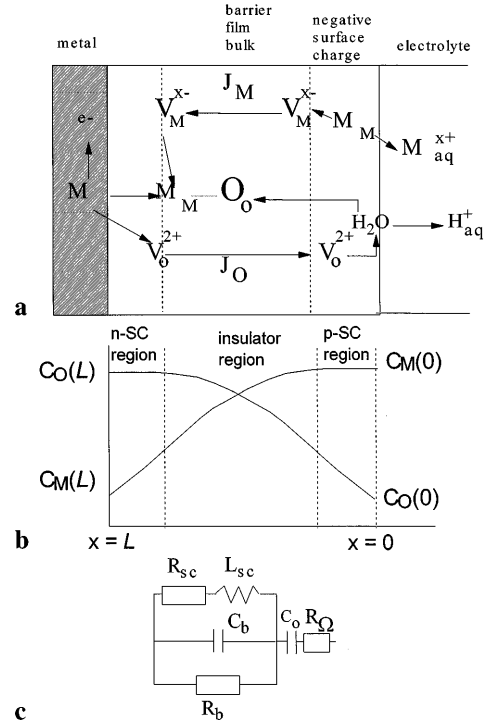 metal
barrier
film
bulk
negative
surface
charge
electrolyte
J_M
e-
V_M^x-
V_M^x-
M_M
M_aq^x+
M
M_M
O_o
H_2O
H_aq^+
V_o^2+
J_O
V_o^2+
a
n-SC
region
insulator
region
p-SC
region
C_O(L)
C_M(0)
C_M(L)
C_O(0)
b
x = L
x = 0
R_sc
L_sc
C_b
C_o
R_Ω
R_b
c